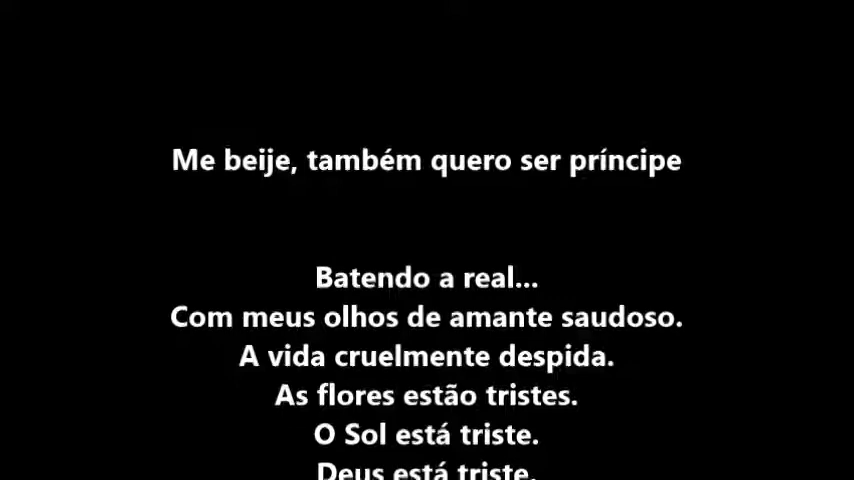 Me beije, também quero ser príncipe
Batendo a real...
Com meus olhos de amante saudoso.
A vida cruelmente despida.
As flores estão tristes.
O Sol está triste.
Deus está triste.